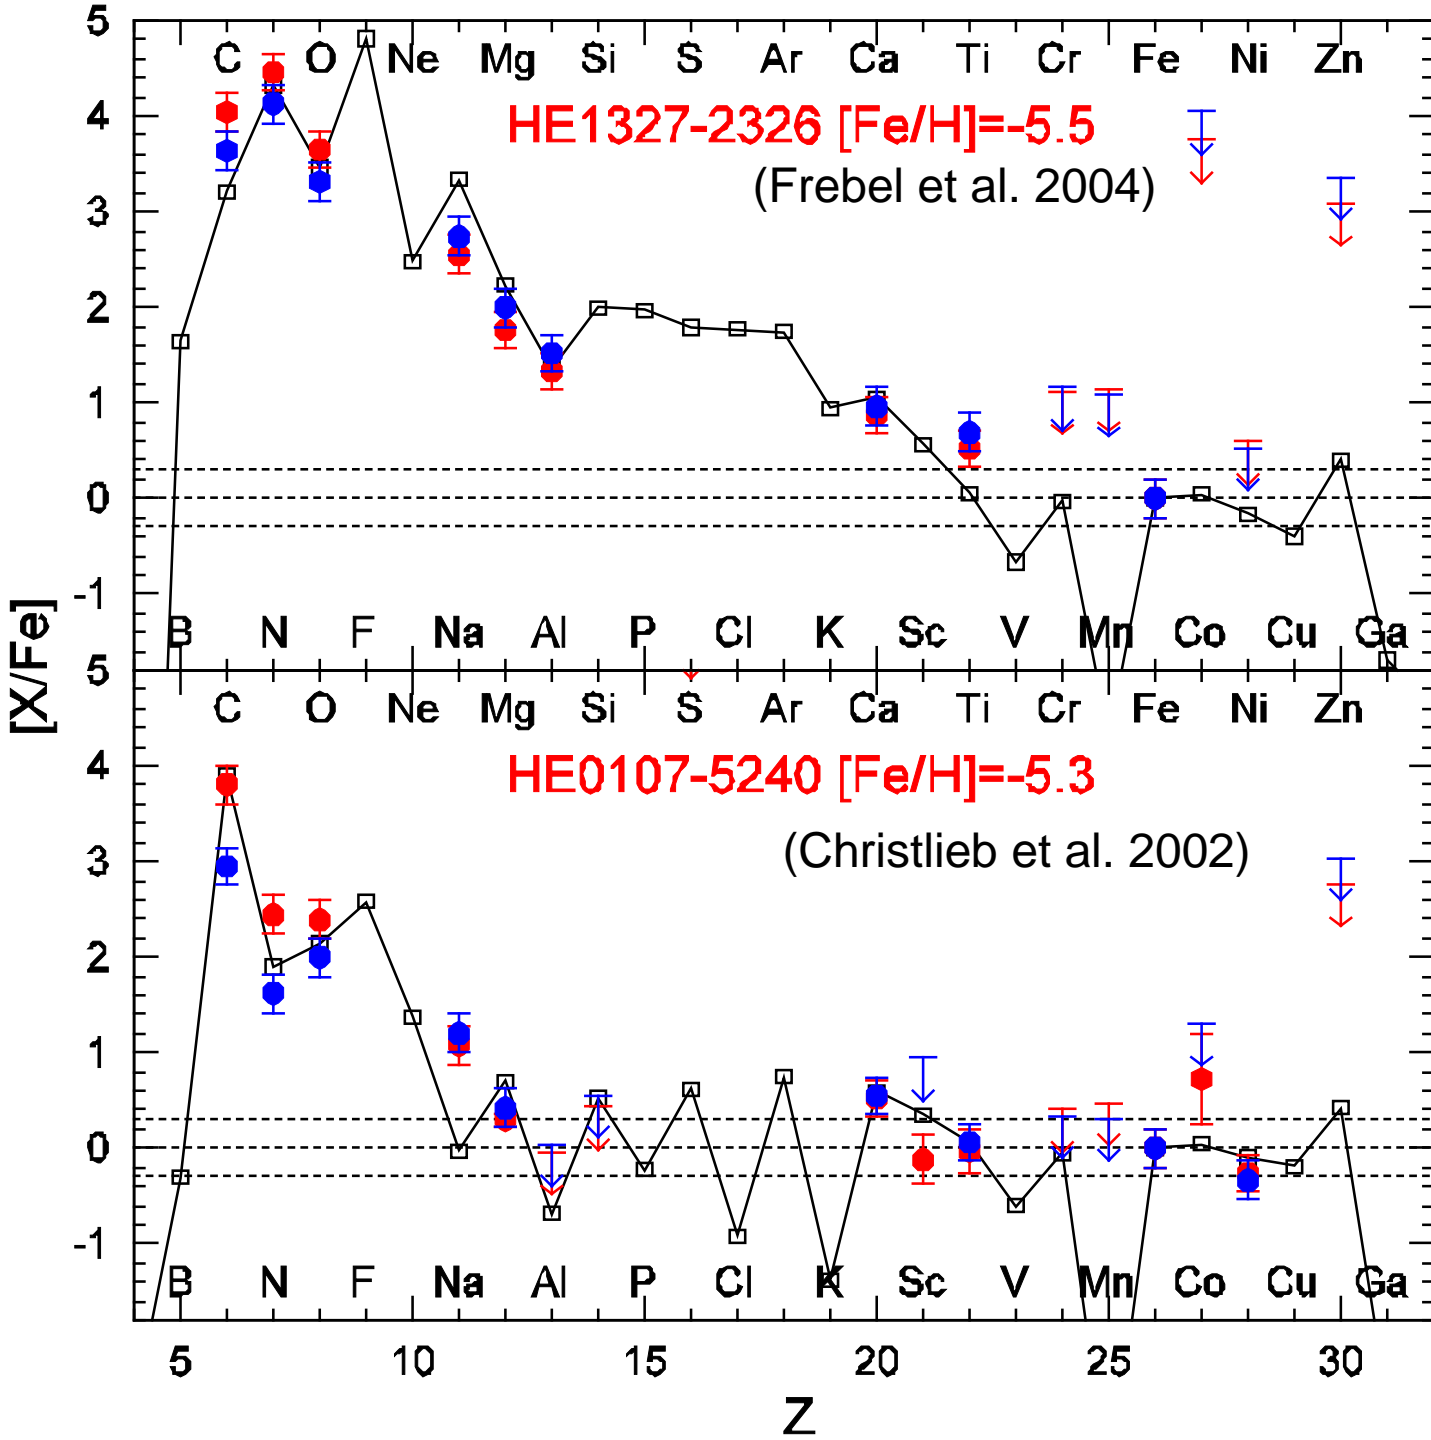 5
C O Ne Mg Si S Ar Ca Ti Cr Fe Ni Zn
HE1327-2326 [Fe/H]=-5.5
4
(Frebel et al. 2004)
3
2
1
0
-1
B N F Na Al P Cl K Sc V Mn Co Cu Ga
[X/Fe]
5
C O Ne Mg Si S Ar Ca Ti Cr Fe Ni Zn
HE0107-5240 [Fe/H]=-5.3
4
(Christlieb et al. 2002)
3
2
1
0
-1
B N F Na Al P Cl K Sc V Mn Co Cu Ga
5 10 15 20 25 30
Z